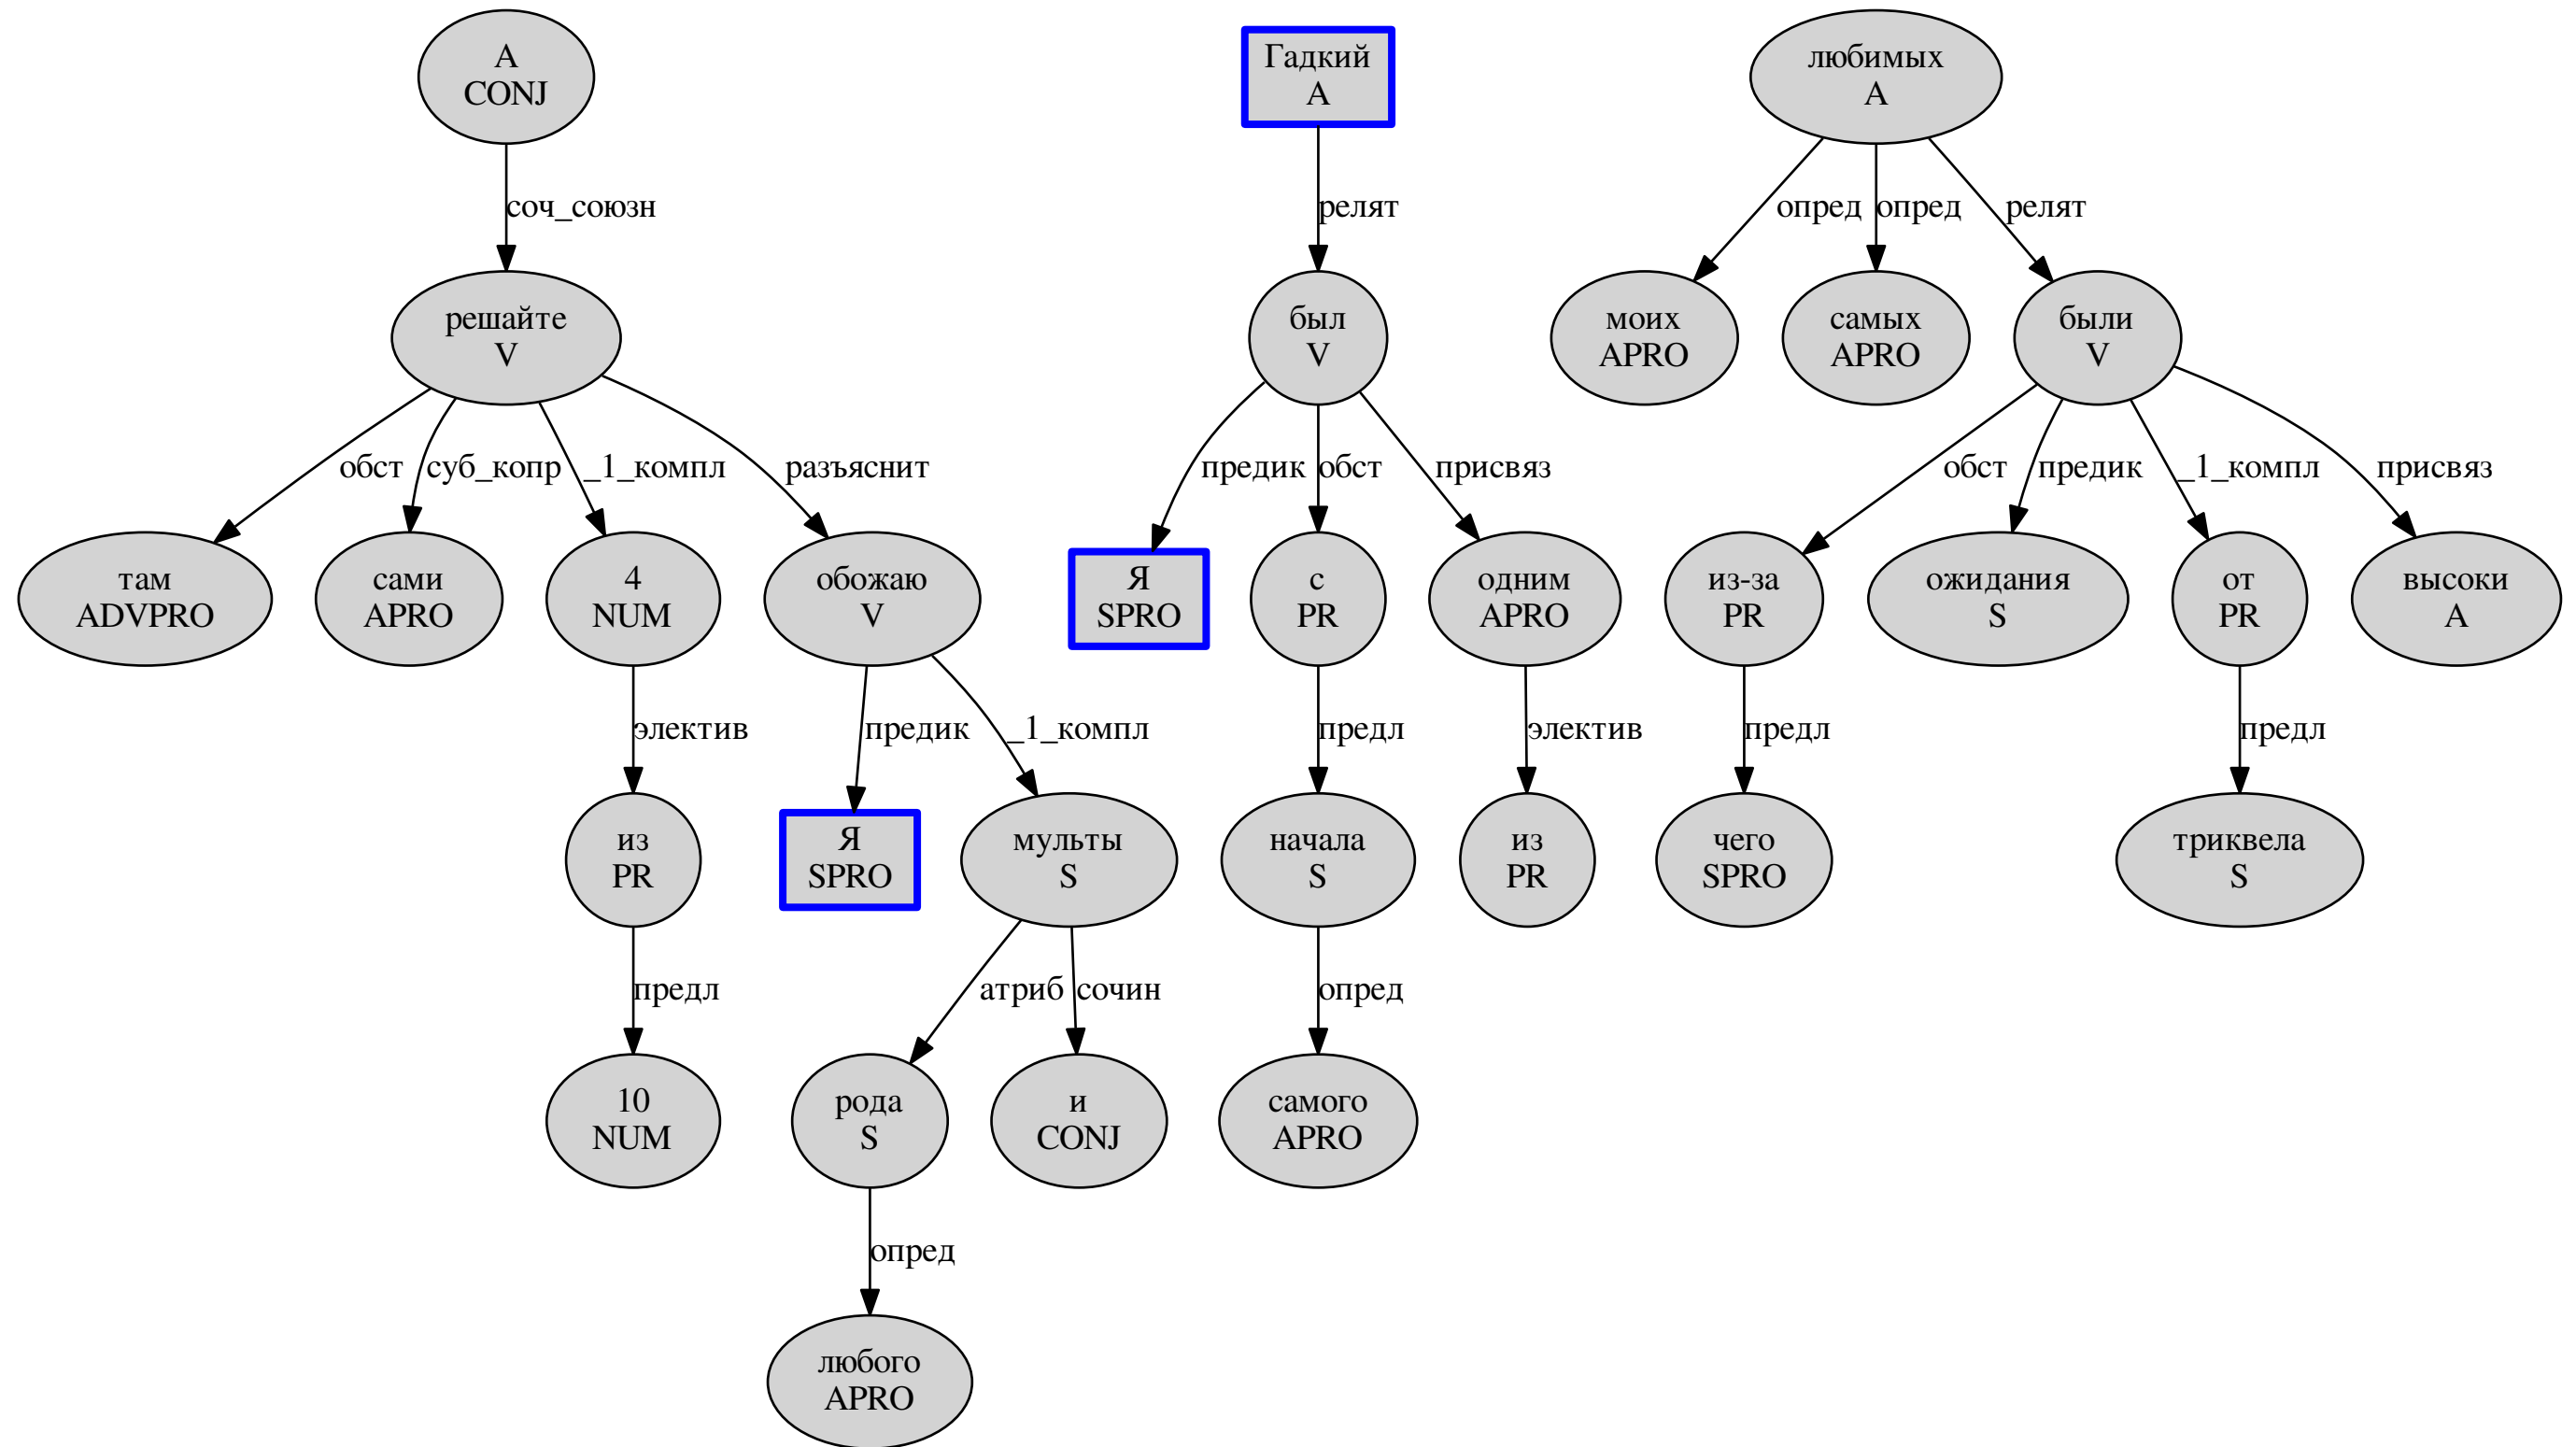 А
CONJ
Гадкий
A
любимых
A
соч_союзн
релят
опред
опред
релят
решайте
V
был
V
моих
APRO
самых
APRO
были
V
обст
суб_копр
_1_компл
разъяснит
предик
обст
присвяз
обст
предик
_1_компл
присвяз
там
ADVPRO
сами
APRO
4
NUM
обожаю
V
Я
SPRO
с
PR
одним
APRO
из-за
PR
ожидания
S
от
PR
высоки
A
электив
предик
_1_компл
предл
электив
предл
предл
из
PR
Я
SPRO
мульты
S
начала
S
из
PR
чего
SPRO
триквела
S
предл
атриб
сочин
опред
10
NUM
рода
S
и
CONJ
самого
APRO
опред
любого
APRO